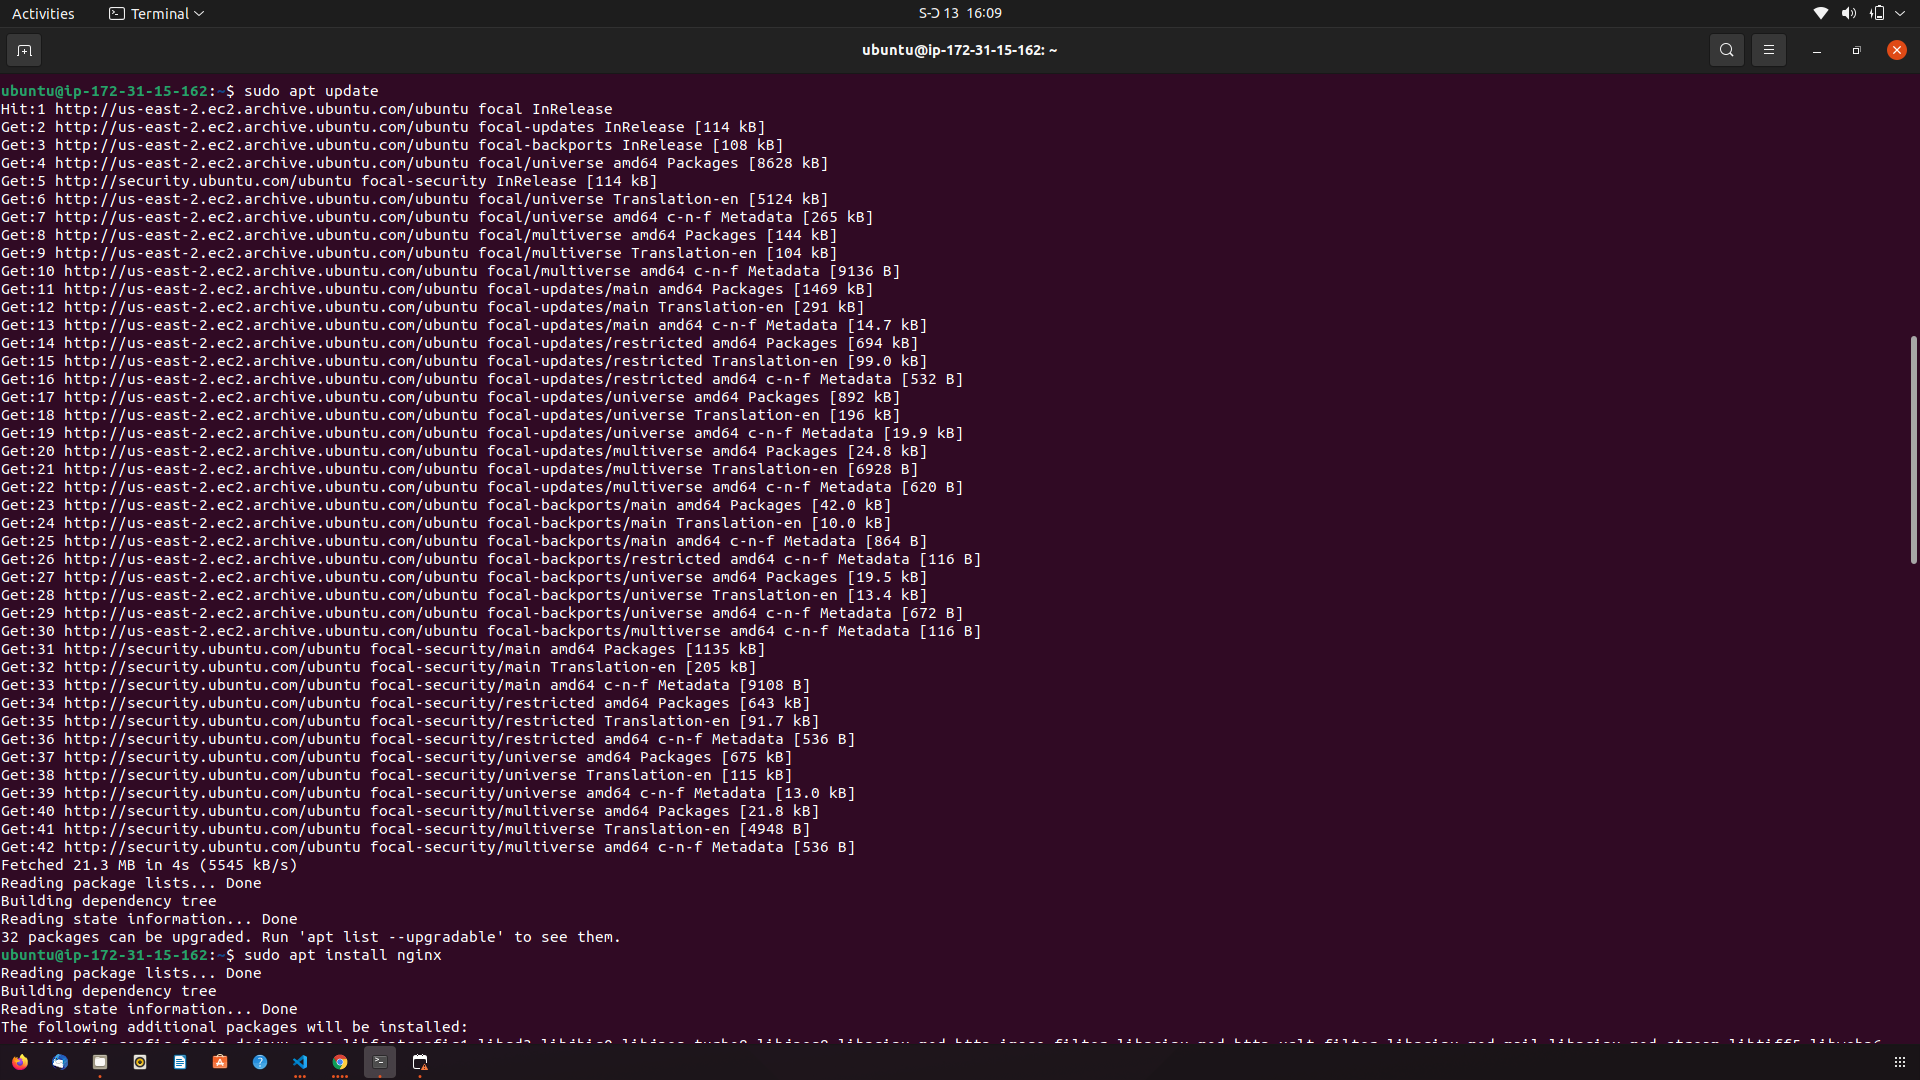 Activities
Terminal
16:09
ubuntu@ip-172-31-15-162: ~
ubuntu@ip-172-31-15-162:~$ sudo apt update
Hit:1 http://us-east-2.ec2.archive.ubuntu.com/ubuntu focal InRelease
Get:2 http://us-east-2.ec2.archive.ubuntu.com/ubuntu focal-updates InRelease [114 kB]
Get:3 http://us-east-2.ec2.archive.ubuntu.com/ubuntu focal-backports InRelease [108 kB]
Get:4 http://us-east-2.ec2.archive.ubuntu.com/ubuntu focal/universe amd64 Packages [8628 kB]
Get:5 http://security.ubuntu.com/ubuntu focal-security InRelease [114 kB]
Get:6 http://us-east-2.ec2.archive.ubuntu.com/ubuntu focal/universe Translation-en [5124 kB]
Get:7 http://us-east-2.ec2.archive.ubuntu.com/ubuntu focal/universe amd64 c-n-f Metadata [265 kB]
Get:8 http://us-east-2.ec2.archive.ubuntu.com/ubuntu focal/multiverse amd64 Packages [144 kB]
Get:9 http://us-east-2.ec2.archive.ubuntu.com/ubuntu focal/multiverse Translation-en [104 kB]
Get:10 http://us-east-2.ec2.archive.ubuntu.com/ubuntu focal/multiverse amd64 c-n-f Metadata [9136 B]
Get:11 http://us-east-2.ec2.archive.ubuntu.com/ubuntu focal-updates/main amd64 Packages [1469 kB]
Get:12 http://us-east-2.ec2.archive.ubuntu.com/ubuntu focal-updates/main Translation-en [291 kB]
Get:13 http://us-east-2.ec2.archive.ubuntu.com/ubuntu focal-updates/main amd64 c-n-f Metadata [14.7 kB]
Get:14 http://us-east-2.ec2.archive.ubuntu.com/ubuntu focal-updates/restricted amd64 Packages [694 kB]
Get:15 http://us-east-2.ec2.archive.ubuntu.com/ubuntu focal-updates/restricted Translation-en [99.0 kB]
Get:16 http://us-east-2.ec2.archive.ubuntu.com/ubuntu focal-updates/restricted amd64 c-n-f Metadata [532 B]
Get:17 http://us-east-2.ec2.archive.ubuntu.com/ubuntu focal-updates/universe amd64 Packages [892 kB]
Get:18 http://us-east-2.ec2.archive.ubuntu.com/ubuntu focal-updates/universe Translation-en [196 kB]
Get:19 http://us-east-2.ec2.archive.ubuntu.com/ubuntu focal-updates/universe amd64 c-n-f Metadata [19.9 kB]
Get:20 http://us-east-2.ec2.archive.ubuntu.com/ubuntu focal-updates/multiverse amd64 Packages [24.8 kB]
Get:21 http://us-east-2.ec2.archive.ubuntu.com/ubuntu focal-updates/multiverse Translation-en [6928 B]
Get:22 http://us-east-2.ec2.archive.ubuntu.com/ubuntu focal-updates/multiverse amd64 c-n-f Metadata [620 B]
Get:23 http://us-east-2.ec2.archive.ubuntu.com/ubuntu focal-backports/main amd64 Packages [42.0 kB]
Get:24 http://us-east-2.ec2.archive.ubuntu.com/ubuntu focal-backports/main Translation-en [10.0 kB]
Get:25 http://us-east-2.ec2.archive.ubuntu.com/ubuntu focal-backports/main amd64 c-n-f Metadata [864 B]
Get:26 http://us-east-2.ec2.archive.ubuntu.com/ubuntu focal-backports/restricted amd64 c-n-f Metadata [116 B]
Get:27 http://us-east-2.ec2.archive.ubuntu.com/ubuntu focal-backports/universe amd64 Packages [19.5 kB]
Get:28 http://us-east-2.ec2.archive.ubuntu.com/ubuntu focal-backports/universe Translation-en [13.4 kB]
Get:29 http://us-east-2.ec2.archive.ubuntu.com/ubuntu focal-backports/universe amd64 c-n-f Metadata [672 B]
Get:30 http://us-east-2.ec2.archive.ubuntu.com/ubuntu focal-backports/multiverse amd64 c-n-f Metadata [116 B]
Get:31 http://security.ubuntu.com/ubuntu focal-security/main amd64 Packages [1135 kB]
Get:32 http://security.ubuntu.com/ubuntu focal-security/main Translation-en [205 kB]
Get:33 http://security.ubuntu.com/ubuntu focal-security/main amd64 c-n-f Metadata [9108 B]
Get:34 http://security.ubuntu.com/ubuntu focal-security/restricted amd64 Packages [643 kB]
Get:35 http://security.ubuntu.com/ubuntu focal-security/restricted Translation-en [91.7 kB]
Get:36 http://security.ubuntu.com/ubuntu focal-security/restricted amd64 c-n-f Metadata [536 B]
Get:37 http://security.ubuntu.com/ubuntu focal-security/universe amd64 Packages [675 kB]
Get:38 http://security.ubuntu.com/ubuntu focal-security/universe Translation-en [115 kB]
Get:39 http://security.ubuntu.com/ubuntu focal-security/universe amd64 c-n-f Metadata [13.0 kB]
Get:40 http://security.ubuntu.com/ubuntu focal-security/multiverse amd64 Packages [21.8 kB]
Get:41 http://security.ubuntu.com/ubuntu focal-security/multiverse Translation-en [4948 B]
Get:42 http://security.ubuntu.com/ubuntu focal-security/multiverse amd64 c-n-f Metadata [536 B]
Fetched 21.3 MB in 4s (5545 kB/s)
Reading package lists... Done
Building dependency tree
Reading state information... Done
32 packages can be upgraded. Run 'apt list --upgradable' to see them.
ubuntu@ip-172-31-15-162:~$ sudo apt install nginx
Reading package lists... Done
Building dependency tree
Reading state information... Done
The following additional packages will be installed: